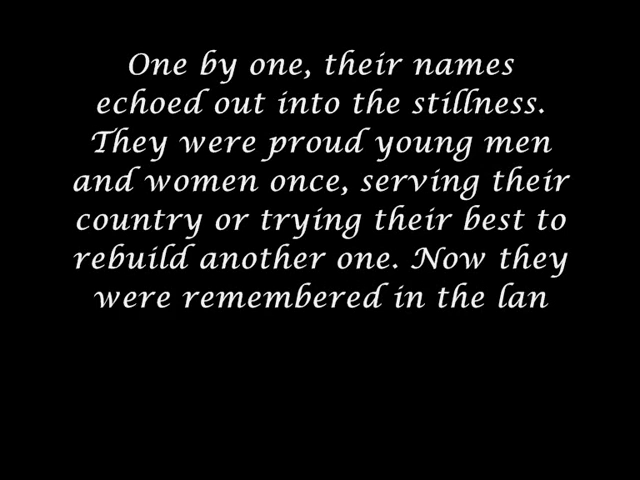 One by one, their names
echoed out into the stillness.
They were proud young men
and women once, serving their
country or trying their best to
rebuild another one. Now they
were remembered in the lan